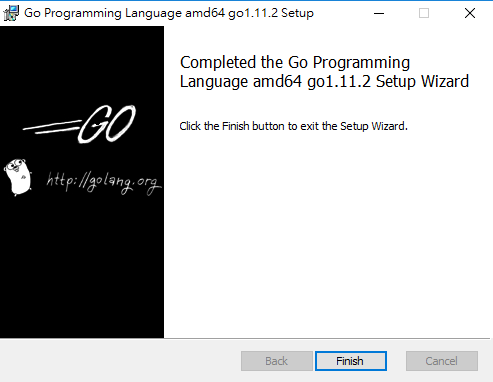 Go Programming Language amd64 go1.11.2 Setup
Completed the Go Programming
Language amd64 go1.11.2 Setup Wizard
Click the Finish button to exit the Setup Wizard.
GO
http://golang.org
Back
Finish
Cancel